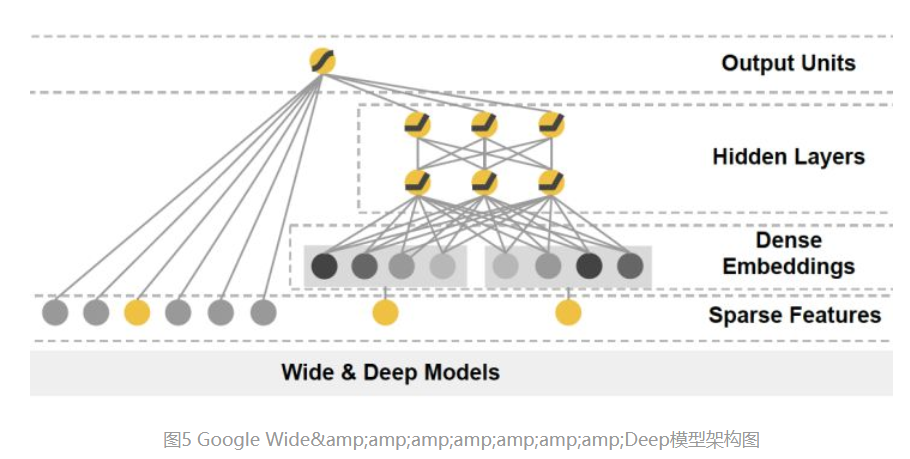 Output Units
Hidden Layers
Dense
Embeddings
Sparse Features
Wide & Deep Models
图5 Google Wide&amp;amp;amp;amp;amp;amp;amp;Deep模型架构图